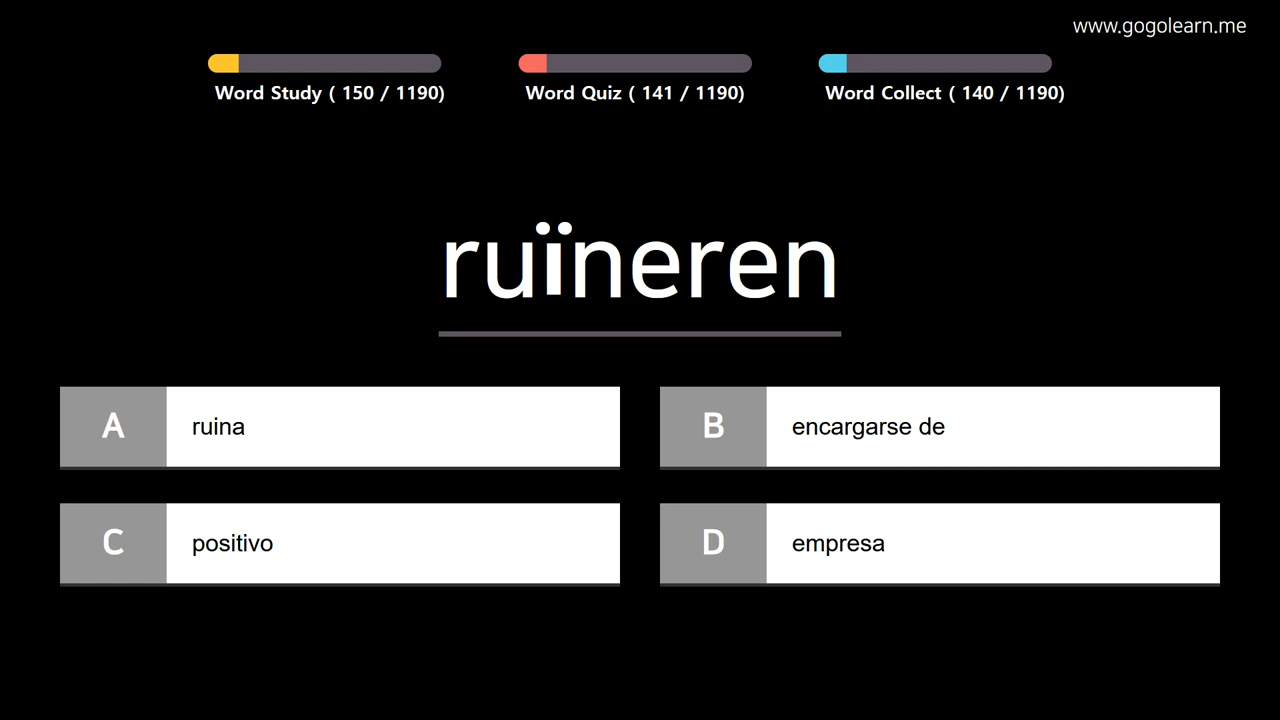 www.gogolearn.me
Word Study ( 150 / 1190)
Word Quiz ( 141 / 1190)
Word Collect ( 140 / 1190)
ruïneren
A ruina
B encargarse de
C positivo
D empresa